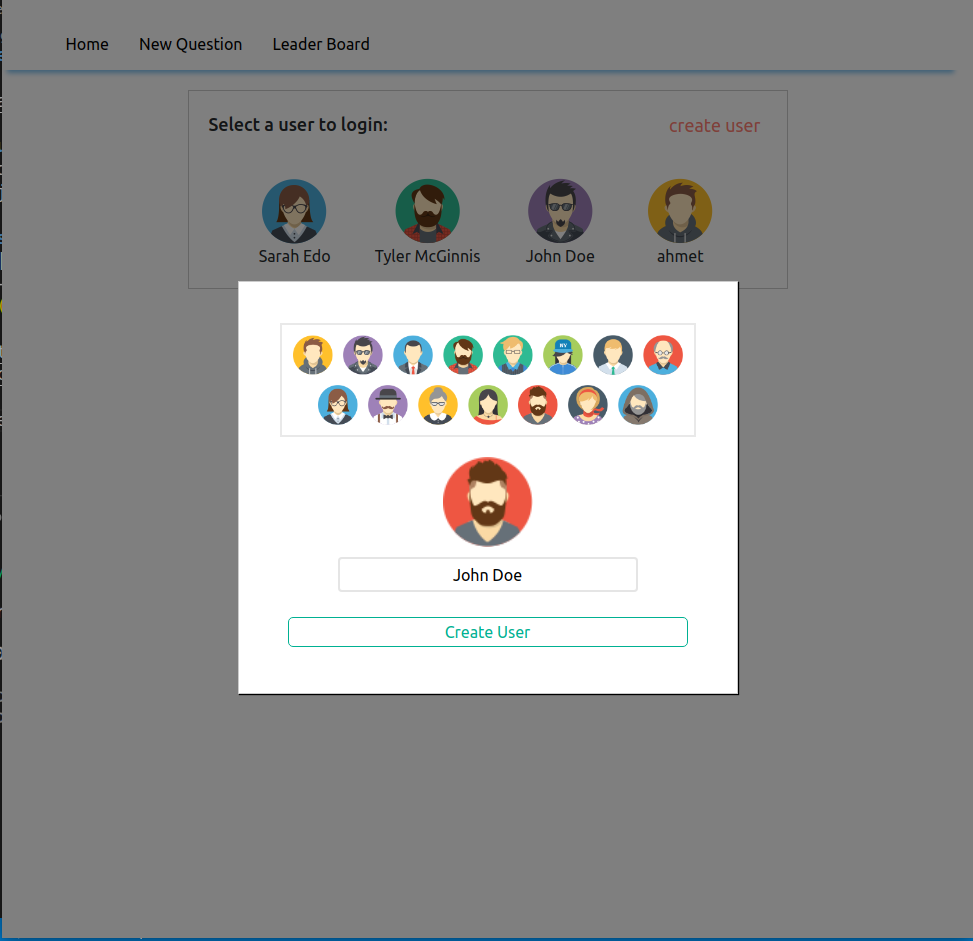 Home New Question Leader Board
Select a user to login: create user
Sarah Edo Tyler McGinnis John Doe ahmet
John Doe
Create User